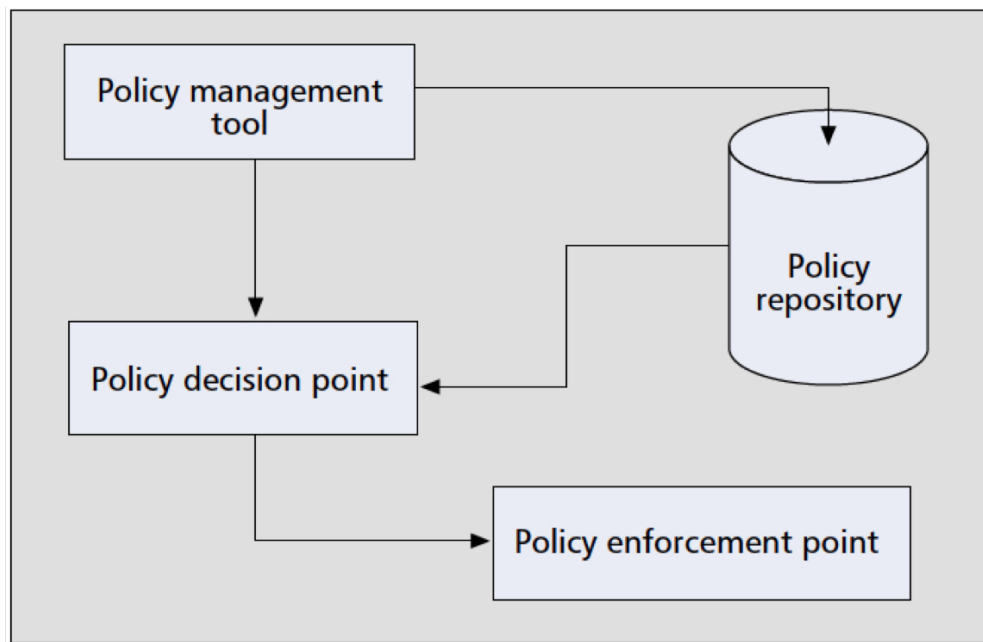 Policy management
tool
Policy
repository
Policy decision point
Policy enforcement point